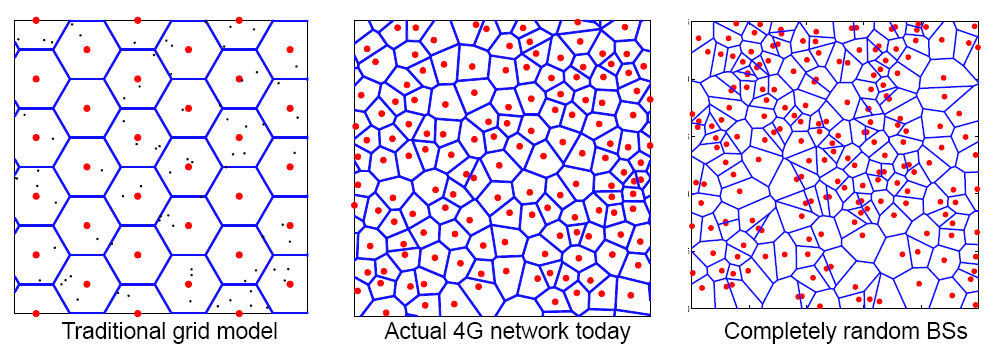 Traditional grid model
Actual 4G network today
Completely random BSs